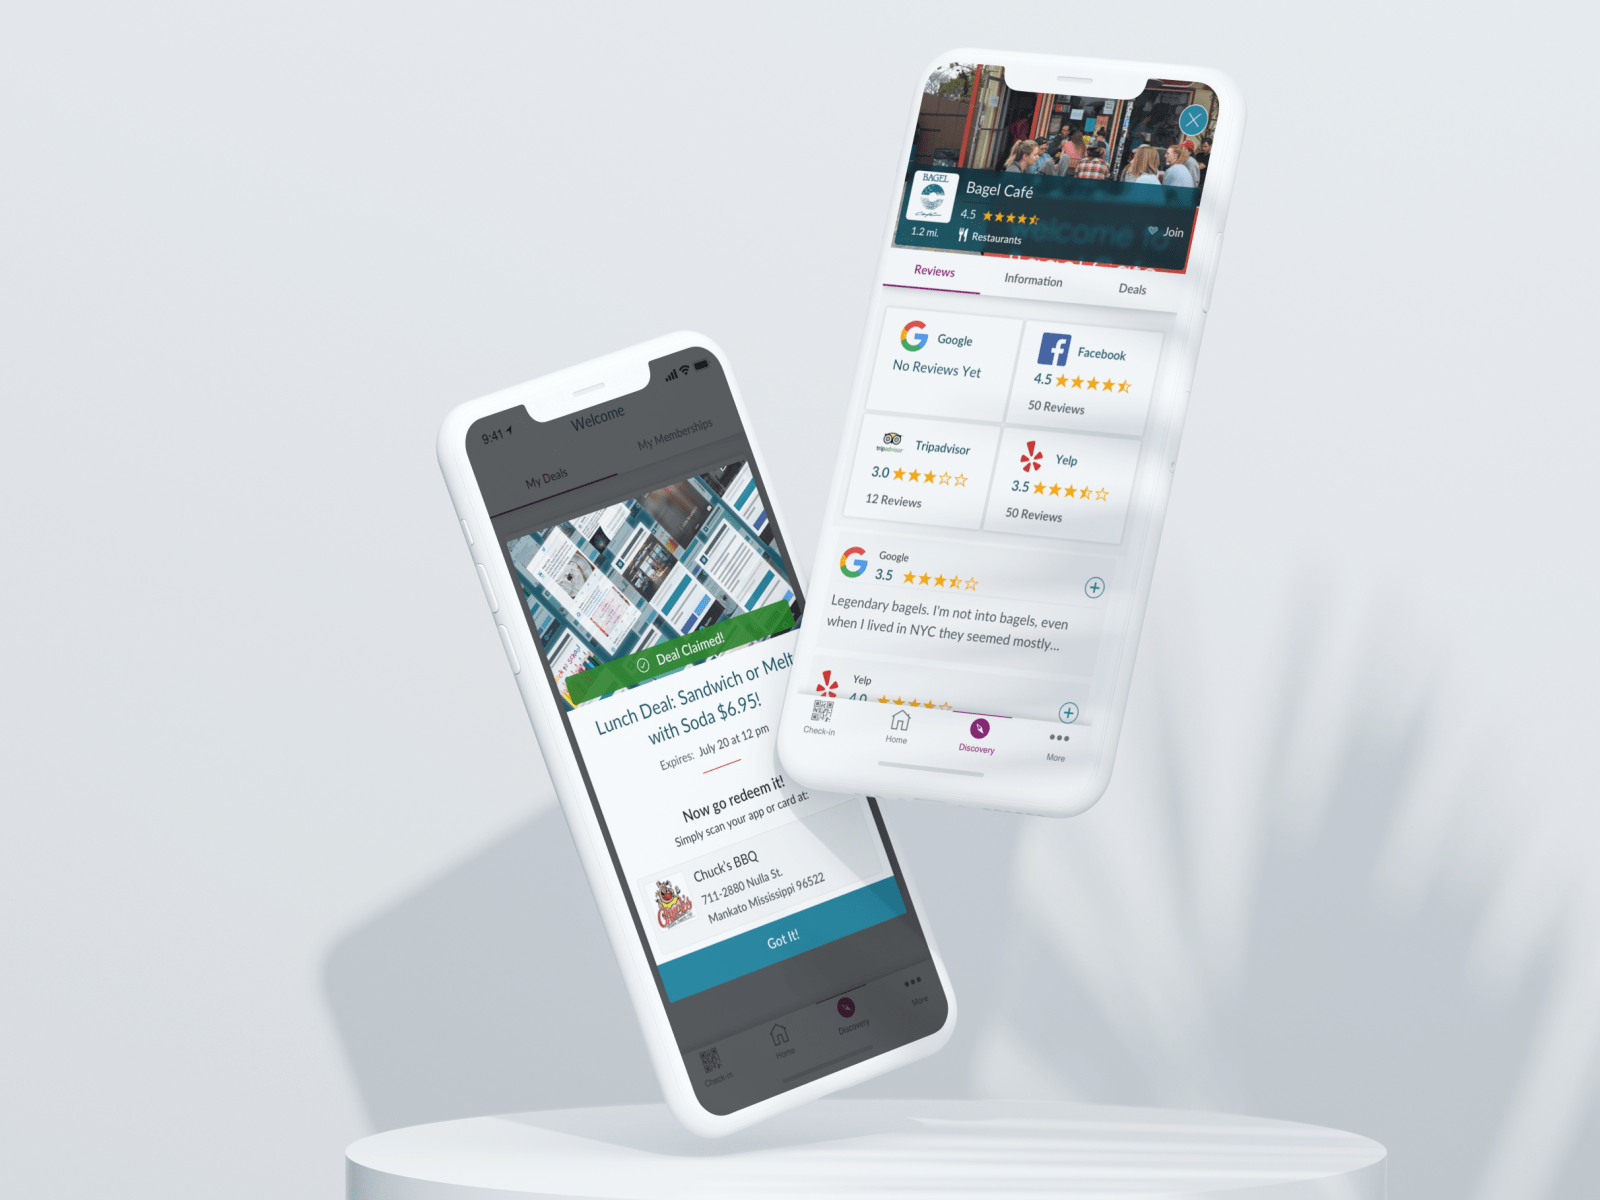 9:41
Welcome
My Deals
My Memberships
Deal Claimed!
Lunch Deal: Sandwich or Melt
with Soda $6.95!
Expires: July 20 at 12 pm
Now go redeem it!
Simply scan your app or card at:
Chuck's
Chuck's BBQ
711-2880 Nulla St.
Mankato Mississippi 96522
Got It!
Check-in
Home
Discovery
More
BAGEL
Bagel Café
4.5
1.2 mi.
Restaurants
Join
welcome to
Reviews
Information
Deals
Google
No Reviews Yet
Facebook
4.5
50 Reviews
tripadvisor
Tripadvisor
3.0
12 Reviews
Yelp
3.5
50 Reviews
Google
3.5
Legendary bagels. I'm not into bagels, even
when I lived in NYC they seemed mostly...
Yelp
4.0
Check-in
Home
Discovery
More